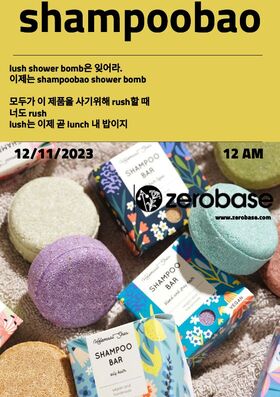 shampoobao
lush shower bomb은 잊어라.
이제는 shampoobao shower bomb
모두가 이 제품을 사기위해 rush할 때
너도 rush
lush는 이제 곧 lunch 내 밥이지
12/11/2023
12 AM
zerobase
www.zerobase.com
SHAMPOO
BAR
SHAMPOO
BAR
SHAMPOO
BAR
oily hair
VEGAN